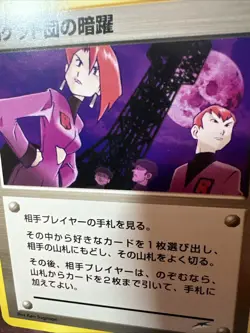 ケット団の暗躍
相手プレイヤーの手札を見る。
その中から好きなカードを1枚選び出し、
相手の山札にもどし、その山札をよく切る。
その後、相手プレイヤーは、のぞむなら、
山札からカードを2枚まで引いて、手札に
加えてよい。
Illus. Ken Sugimori